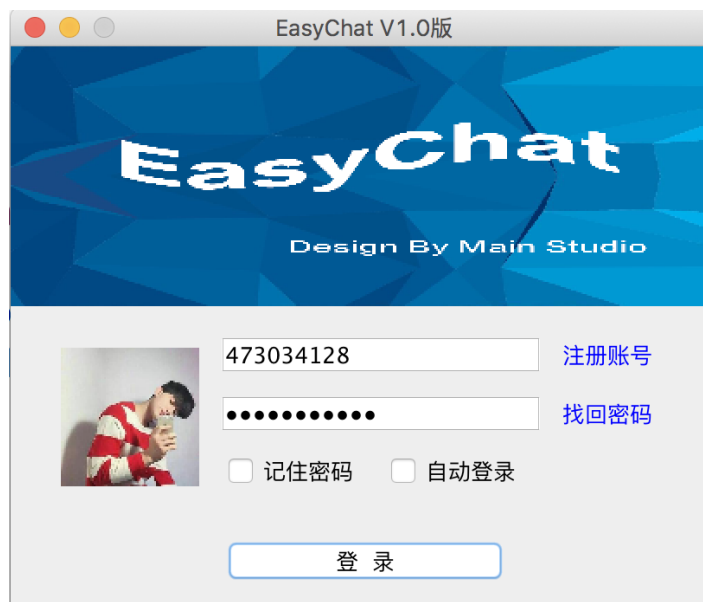 EasyChat V1.0版
EasyChat
Design By Main Studio
473034128 注册账号
●●●●●●●●●●● 找回密码
记住密码 自动登录
登 录